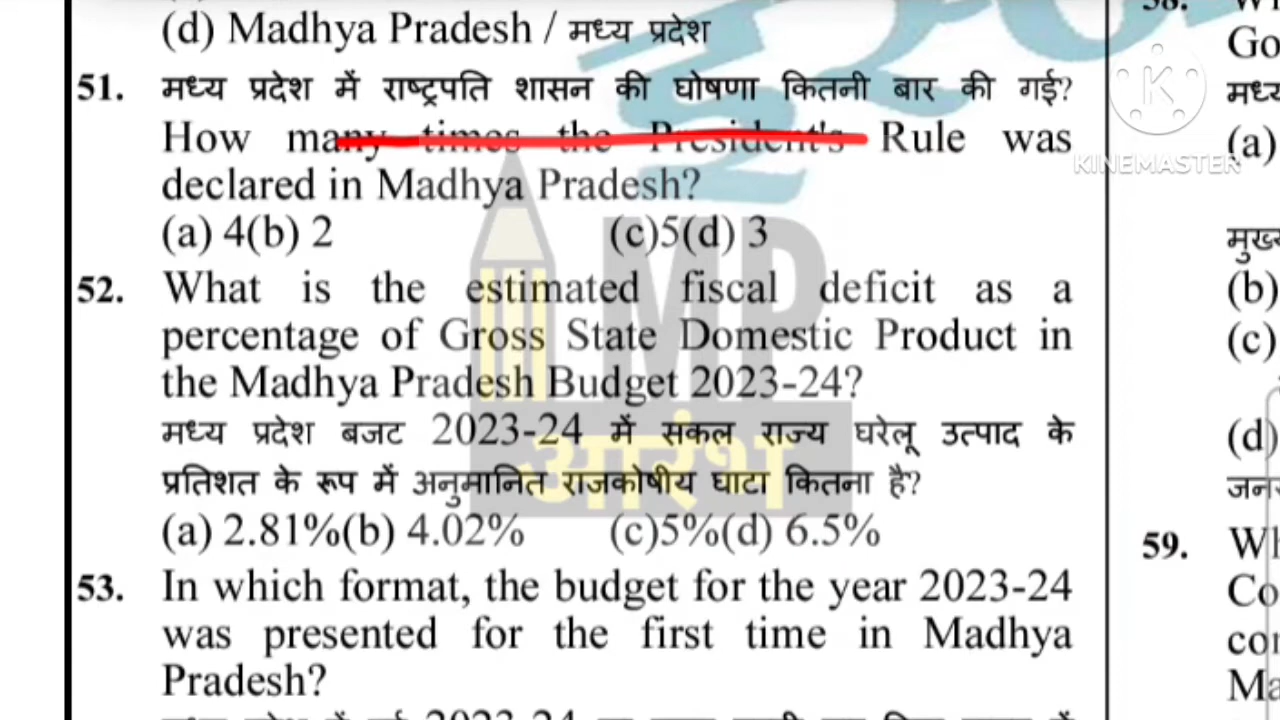 (d) Madhya Pradesh / मध्य प्रदेश
51. मध्य प्रदेश में राष्ट्रपति शासन की घोषणा कितनी बार की गई?
How many times the President's Rule was
declared in Madhya Pradesh?
(a) 4(b) 2 (c)5(d) 3
52. What is the estimated fiscal deficit as a
percentage of Gross State Domestic Product in
the Madhya Pradesh Budget 2023-24?
मध्य प्रदेश बजट 2023-24 में सकल राज्य घरेलू उत्पाद के
प्रतिशत के रूप में अनुमानित राजकोषीय घाटा कितना है?
(a) 2.81%(b) 4.02% (c)5%(d) 6.5%
53. In which format, the budget for the year 2023-24
was presented for the first time in Madhya
Pradesh?
MP
आरंभ
K
KINEMASTER
Go
मध्य
(a)
(b)
(c)
(d)
59.
Co